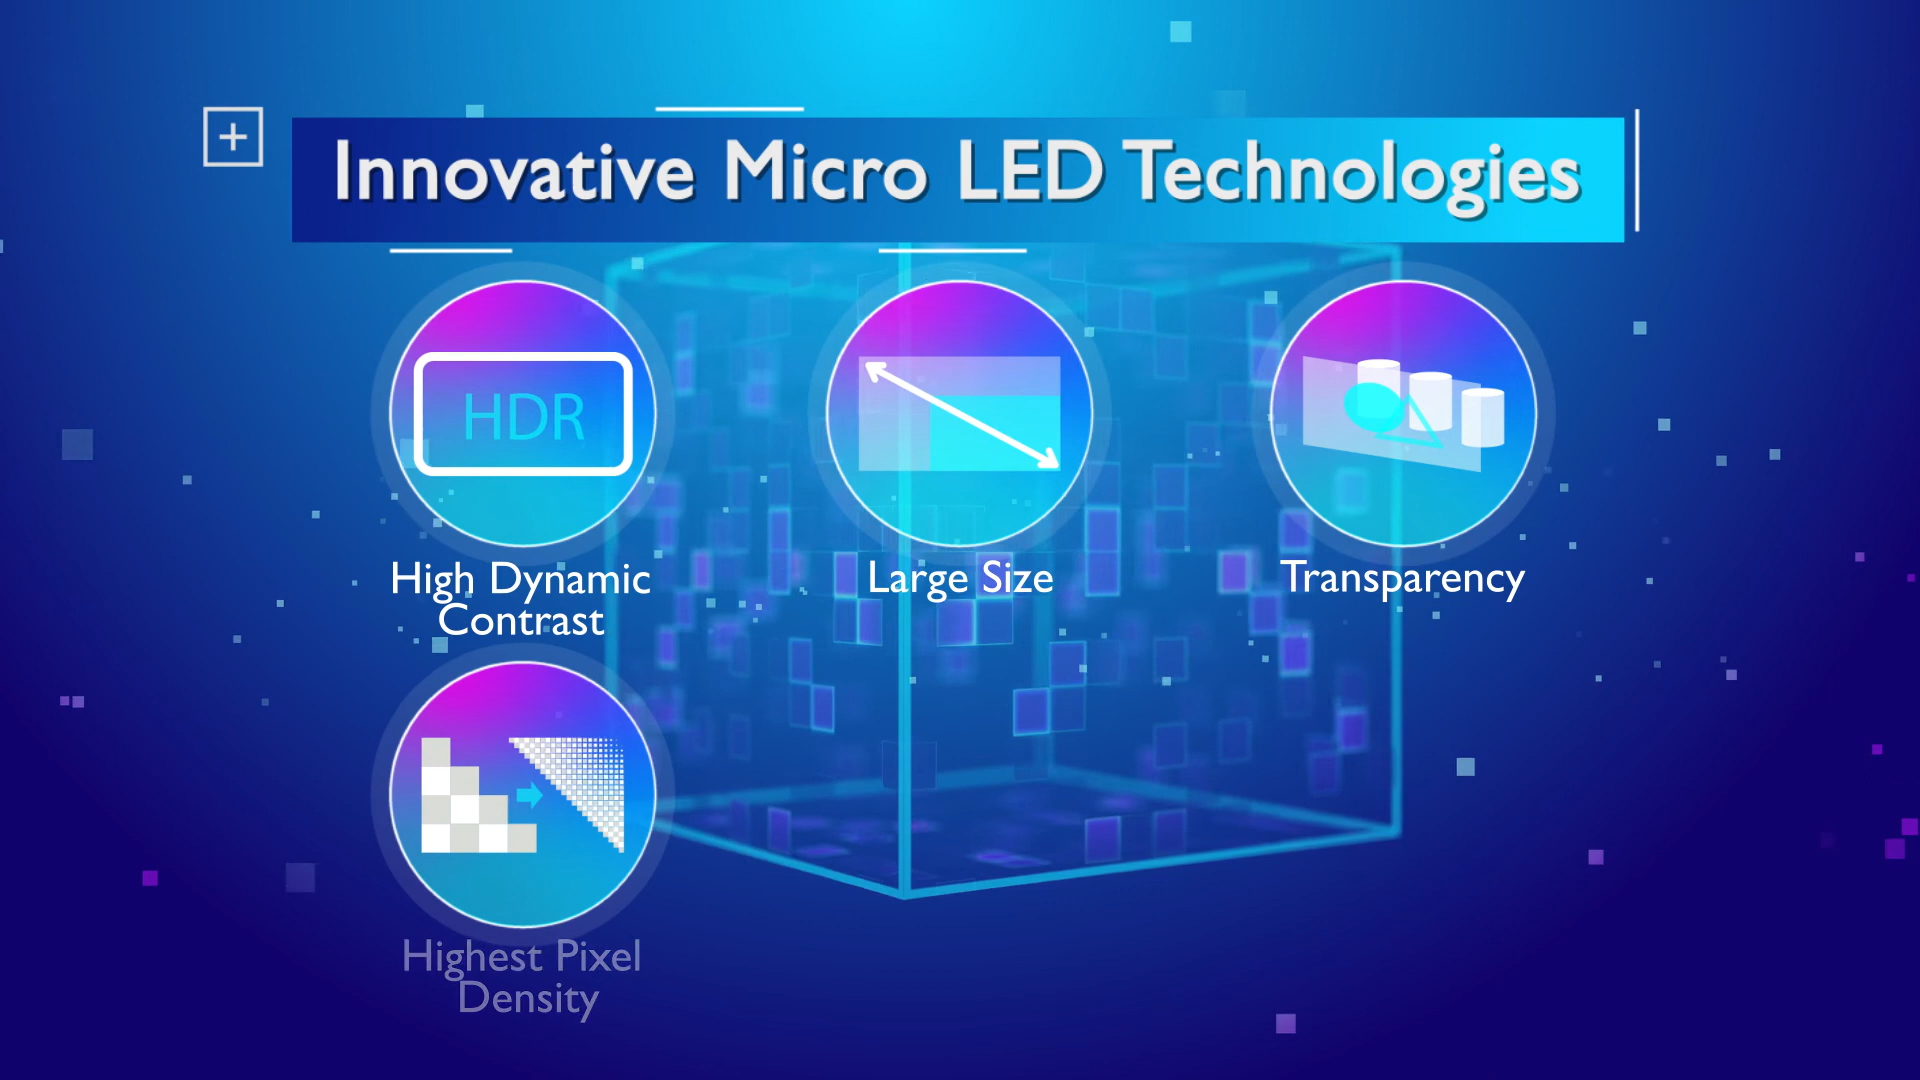 Innovative Micro LED Technologies
HDR
High Dynamic
Contrast
Large Size
Transparency
Highest Pixel
Density